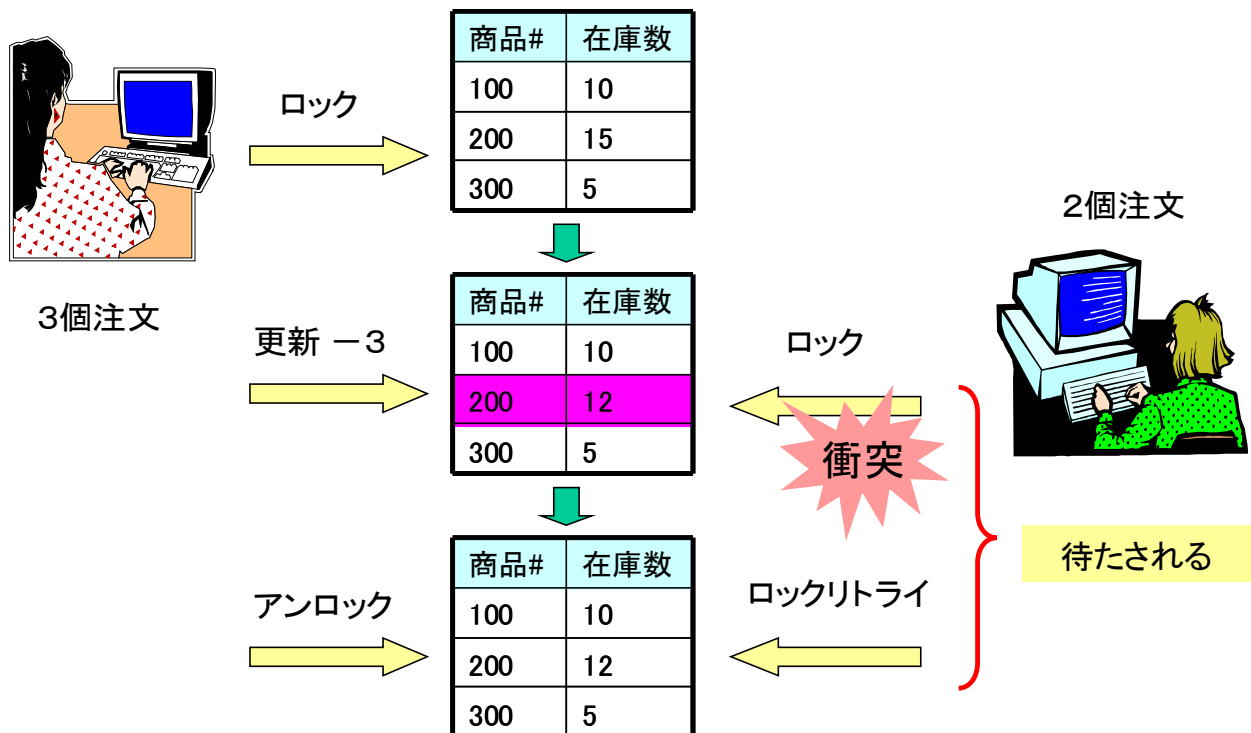 商品# 在庫数
100 10
200 15
300 5
ロック
3個注文
2個注文
商品# 在庫数
100 10
200 12
300 5
更新 －3
ロック
衝突
待たされる
商品# 在庫数
100 10
200 12
300 5
アンロック
ロックリトライ